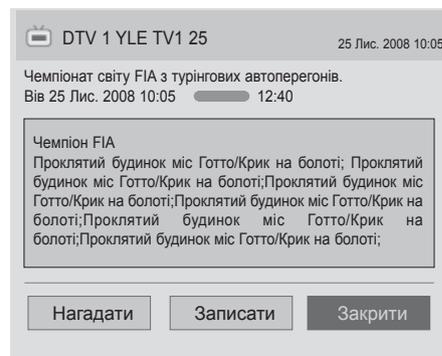 DTV 1 YLE TV1 25
25 Лис. 2008 10:05
Чемпіонат світу FIA з турінгових автоперегонів.
Вів 25 Лис. 2008 10:05 12:40
Чемпіон FIA
Проклятий будинок міс Готто/Крик на болоті; Проклятий
будинок міс Готто/Крик на болоті;Проклятий будинок міс
Готто/Крик на болоті;Проклятий будинок міс Готто/Крик на
болоті;Проклятий будинок міс Готто/Крик на
болоті;Проклятий будинок міс Готто/Крик на болоті;
Нагадати Записати Закрити